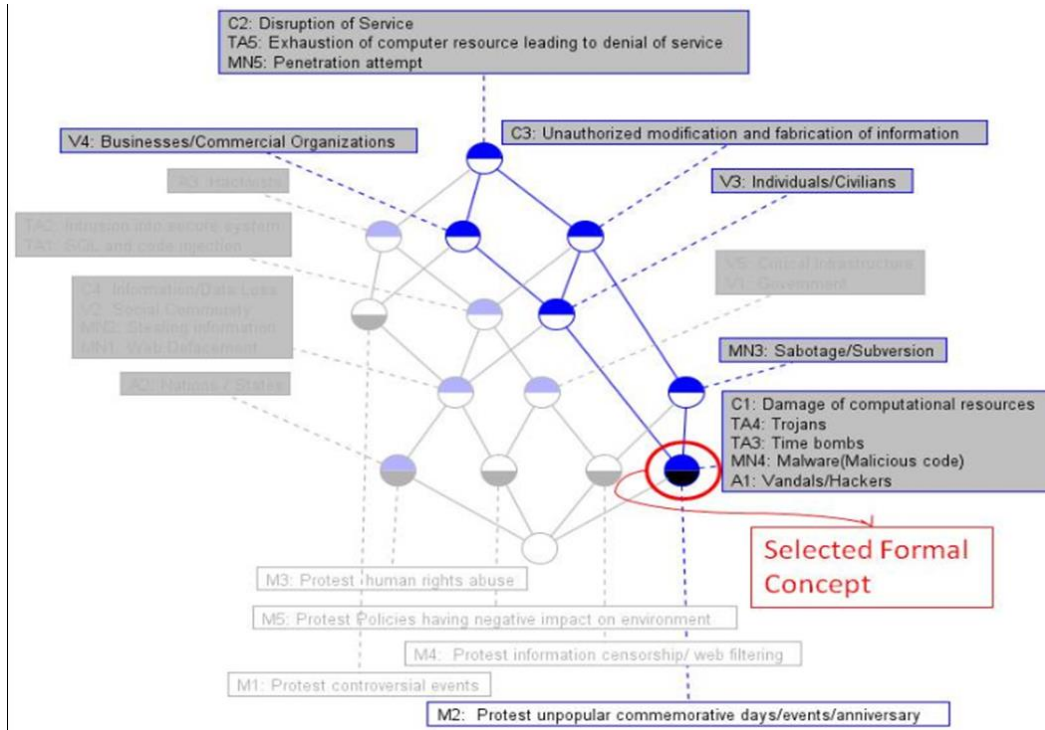 C2: Disruption of Service
TA5: Exhaustion of computer resource leading to denial of service
MN5: Penetration attempt
V4: Businesses/Commercial Organizations
C3: Unauthorized modification and fabrication of information
A3: Hacktivists
V3: Individuals/Civilians
TA2: Intrusion into secure system
TA1: SQL and code injection
V5: Critical Infrastructure
V1: Government
C4: Information/Data Loss
V2: Social Community
MN2: Stealing information
MN1: Web Defacement
MN3: Sabotage/Subversion
A2: Nations / States
C1: Damage of computational resources
TA4: Trojans
TA3: Time bombs
MN4: Malware(Malicious code)
A1: Vandals/Hackers
Selected Formal
Concept
M3: Protest human rights abuse
M5: Protest Policies having negative impact on environment
M4: Protest information censorship/ web filtering
M1: Protest controversial events
M2: Protest unpopular commemorative days/events/anniversary